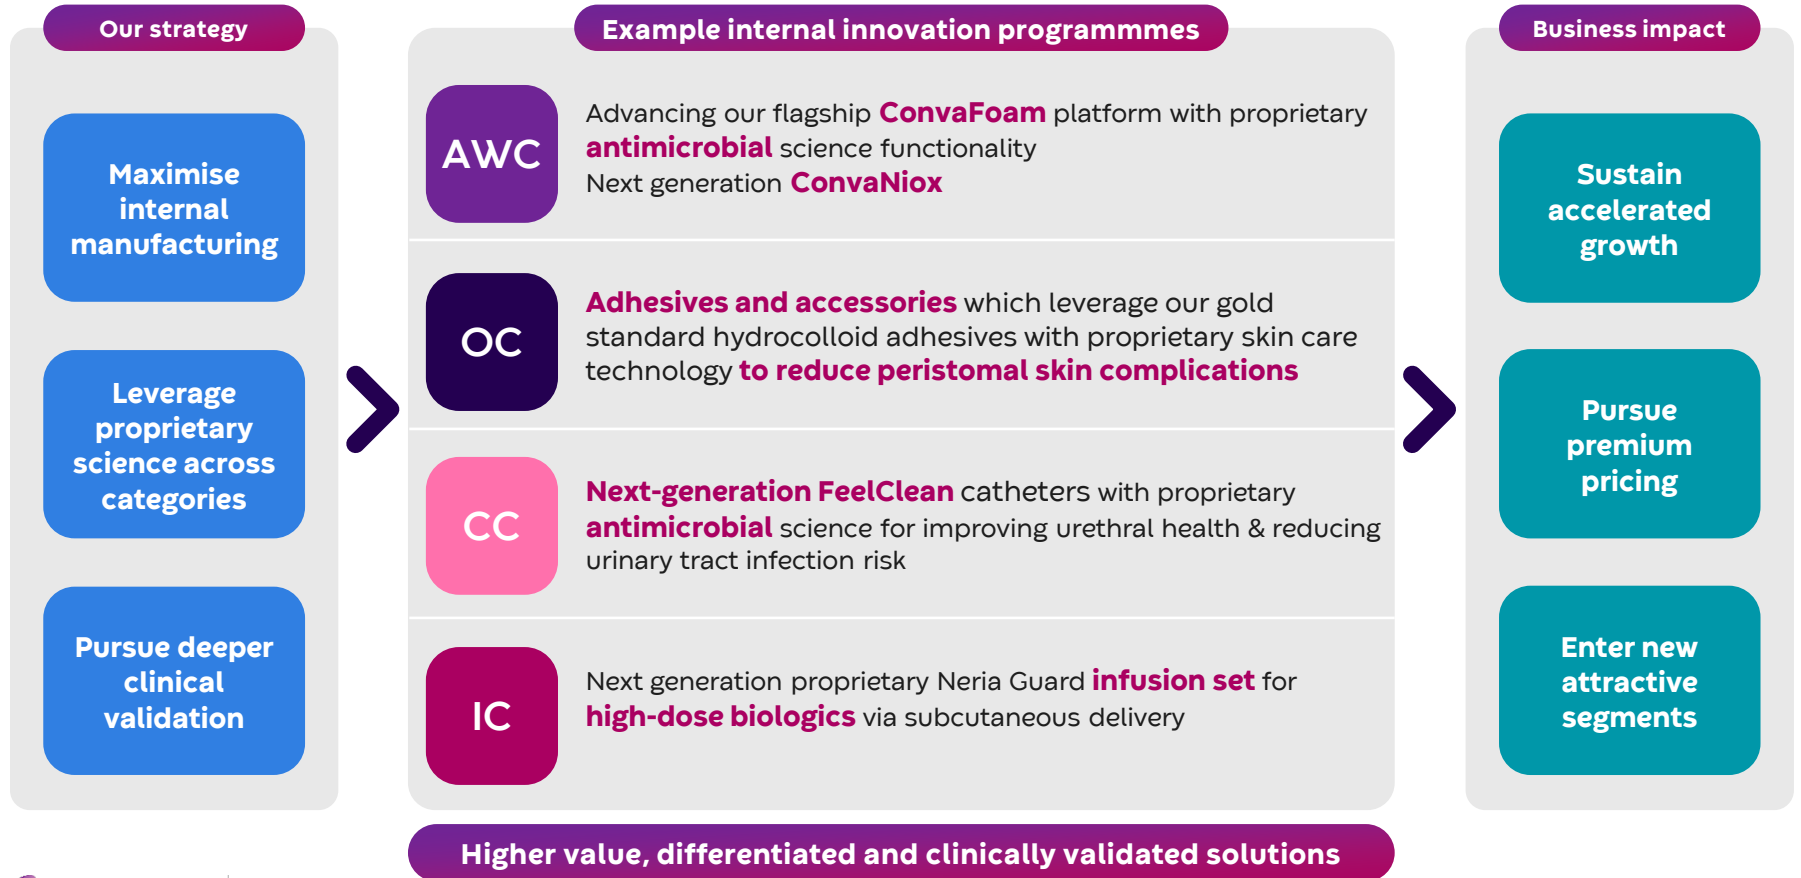 Our strategy
Maximise
internal
manufacturing
Leverage
proprietary
science across
categories
Pursue deeper
clinical
validation
Example internal innovation programmmes
AWC
Advancing our flagship ConvaFoam platform with proprietary
antimicrobial science functionality
Next generation ConvaNiox
OC
Adhesives and accessories which leverage our gold
standard hydrocolloid adhesives with proprietary skin care
technology to reduce peristomal skin complications
CC
Next-generation FeelClean catheters with proprietary
antimicrobial science for improving urethral health & reducing
urinary tract infection risk
IC
Next generation proprietary Neria Guard infusion set for
high-dose biologics via subcutaneous delivery
Higher value, differentiated and clinically validated solutions
Business impact
Sustain
accelerated
growth
Pursue
premium
pricing
Enter new
attractive
segments